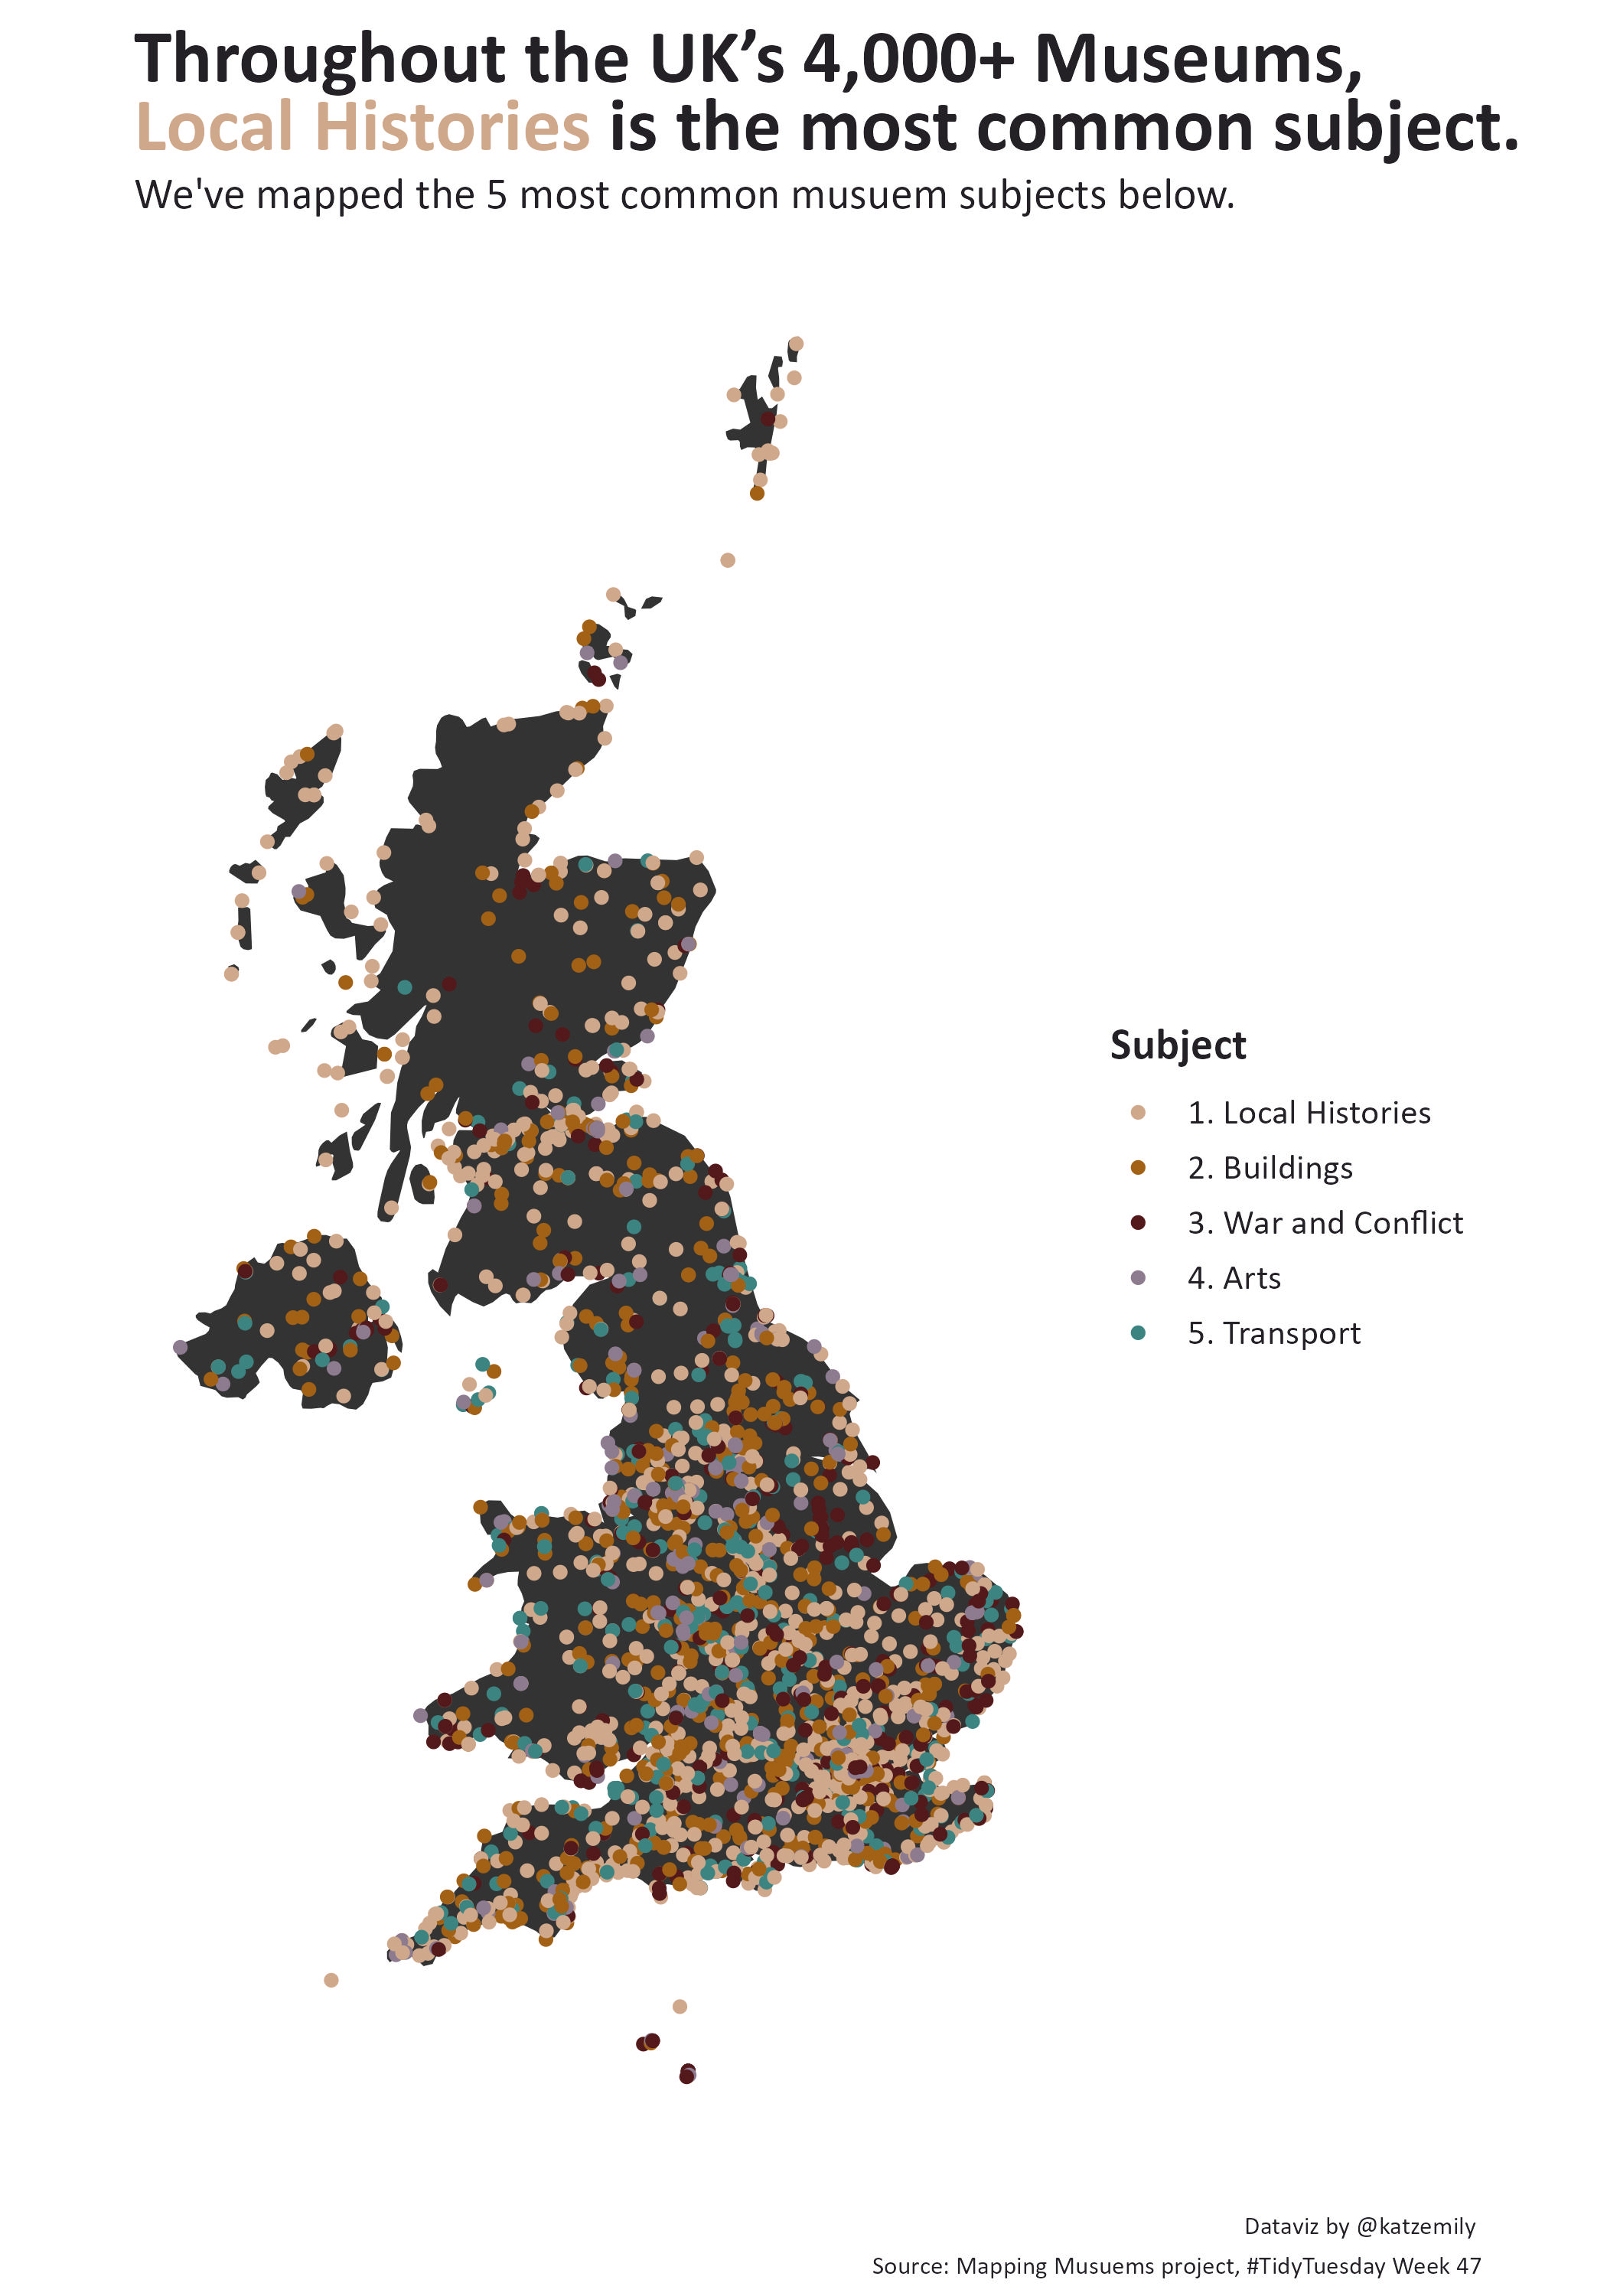 Throughout the UK’s 4,000+ Museums,
Local Histories is the most common subject.
We've mapped the 5 most common musuem subjects below.
Subject
1. Local Histories
2. Buildings
3. War and Conflict
4. Arts
5. Transport
Dataviz by @katzemily
Source: Mapping Musuems project, #TidyTuesday Week 47